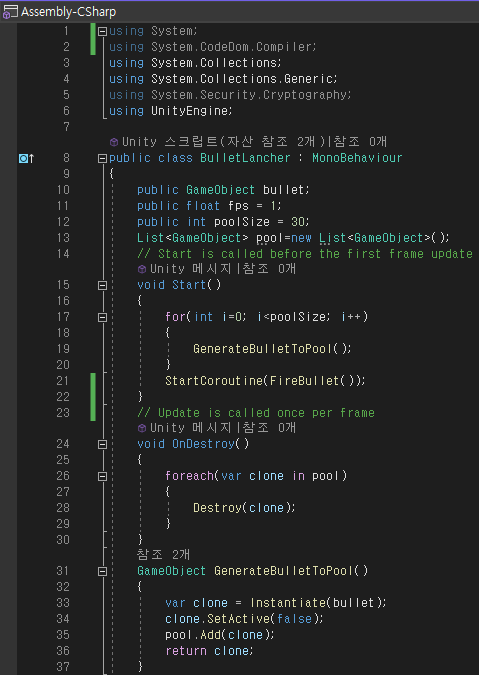 Assembly-CSharp
1 using System;
2 using System.CodeDom.Compiler;
3 using System.Collections;
4 using System.Collections.Generic;
5 using System.Security.Cryptography;
6 using UnityEngine;
7
Unity 스크립트(자산 참조 2개)|참조 0개
8 public class BulletLancher : MonoBehaviour
9 {
10 public GameObject bullet;
11 public float fps = 1;
12 public int poolSize = 30;
13 List<GameObject> pool=new List<GameObject>();
14 // Start is called before the first frame update
Unity 메시지|참조 0개
15 void Start()
16 {
17 for(int i=0; i<poolSize; i++)
18 {
19 GenerateBulletToPool();
20 }
21 StartCoroutine(FireBullet());
22 }
23 // Update is called once per frame
Unity 메시지|참조 0개
24 void OnDestroy()
25 {
26 foreach(var clone in pool)
27 {
28 Destroy(clone);
29 }
30 }
참조 2개
31 GameObject GenerateBulletToPool()
32 {
33 var clone = Instantiate(bullet);
34 clone.SetActive(false);
35 pool.Add(clone);
36 return clone;
37 }